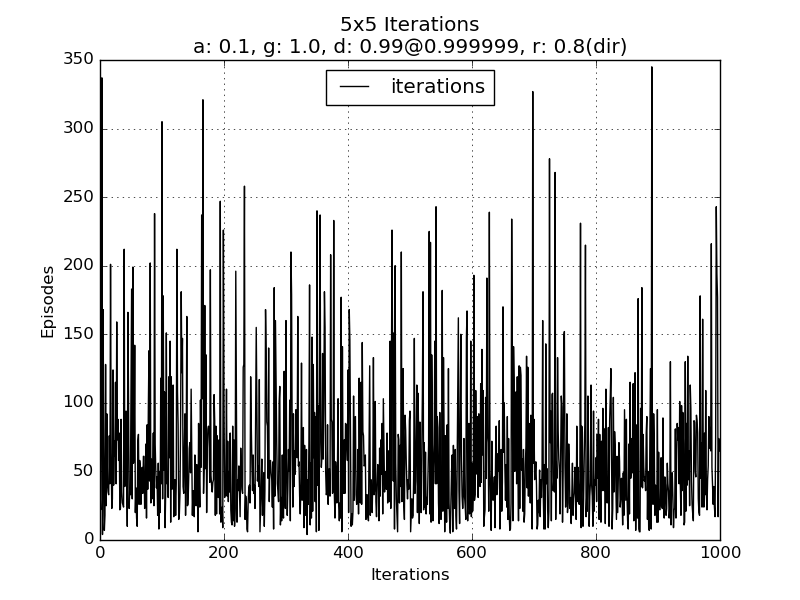 5x5 Iterations
a: 0.1, g: 1.0, d: 0.99@0.999999, r: 0.8(dir)
iterations
350
300
250
200
150
100
50
0
Episodes
0 200 400 600 800 1000
Iterations